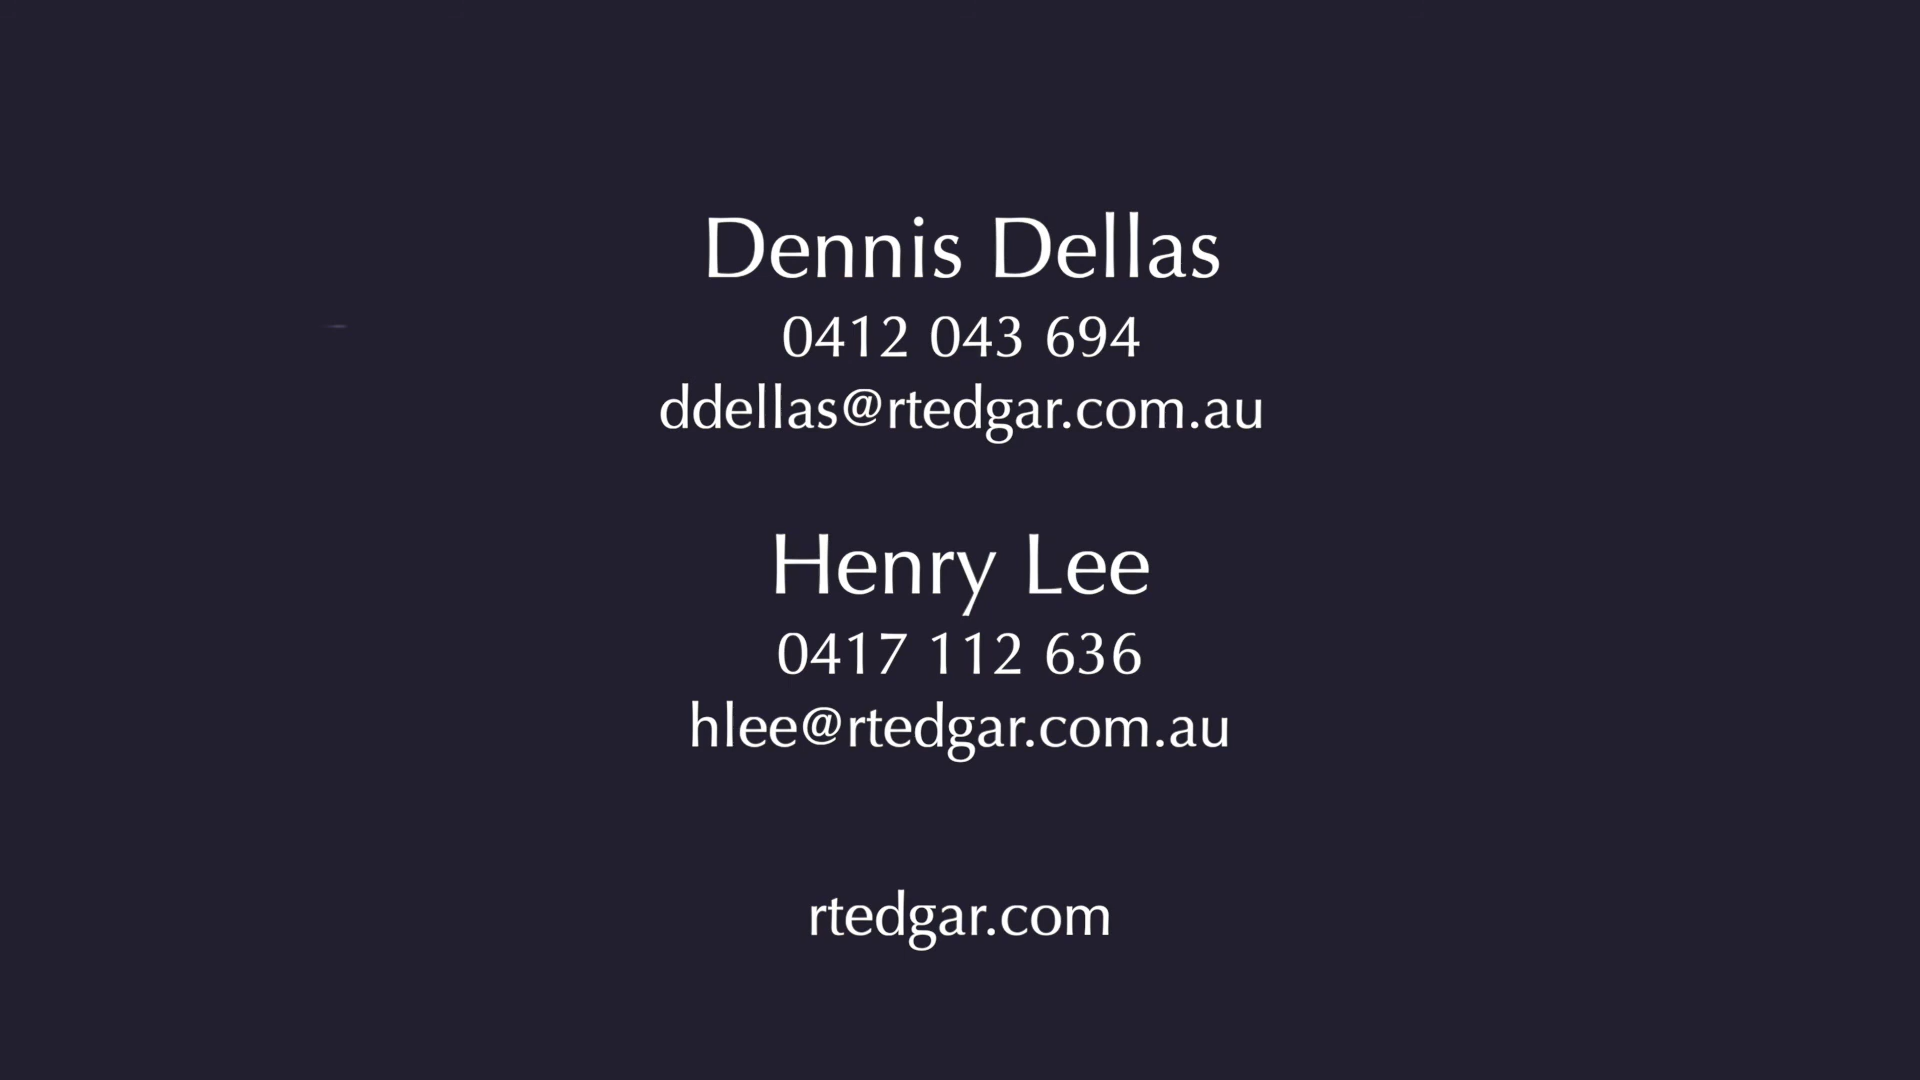 Dennis Dellas
0412 043 694
ddellas@rtedgar.com.au
Henry Lee
0417 112 636
hlee@rtedgar.com.au
rtedgar.com